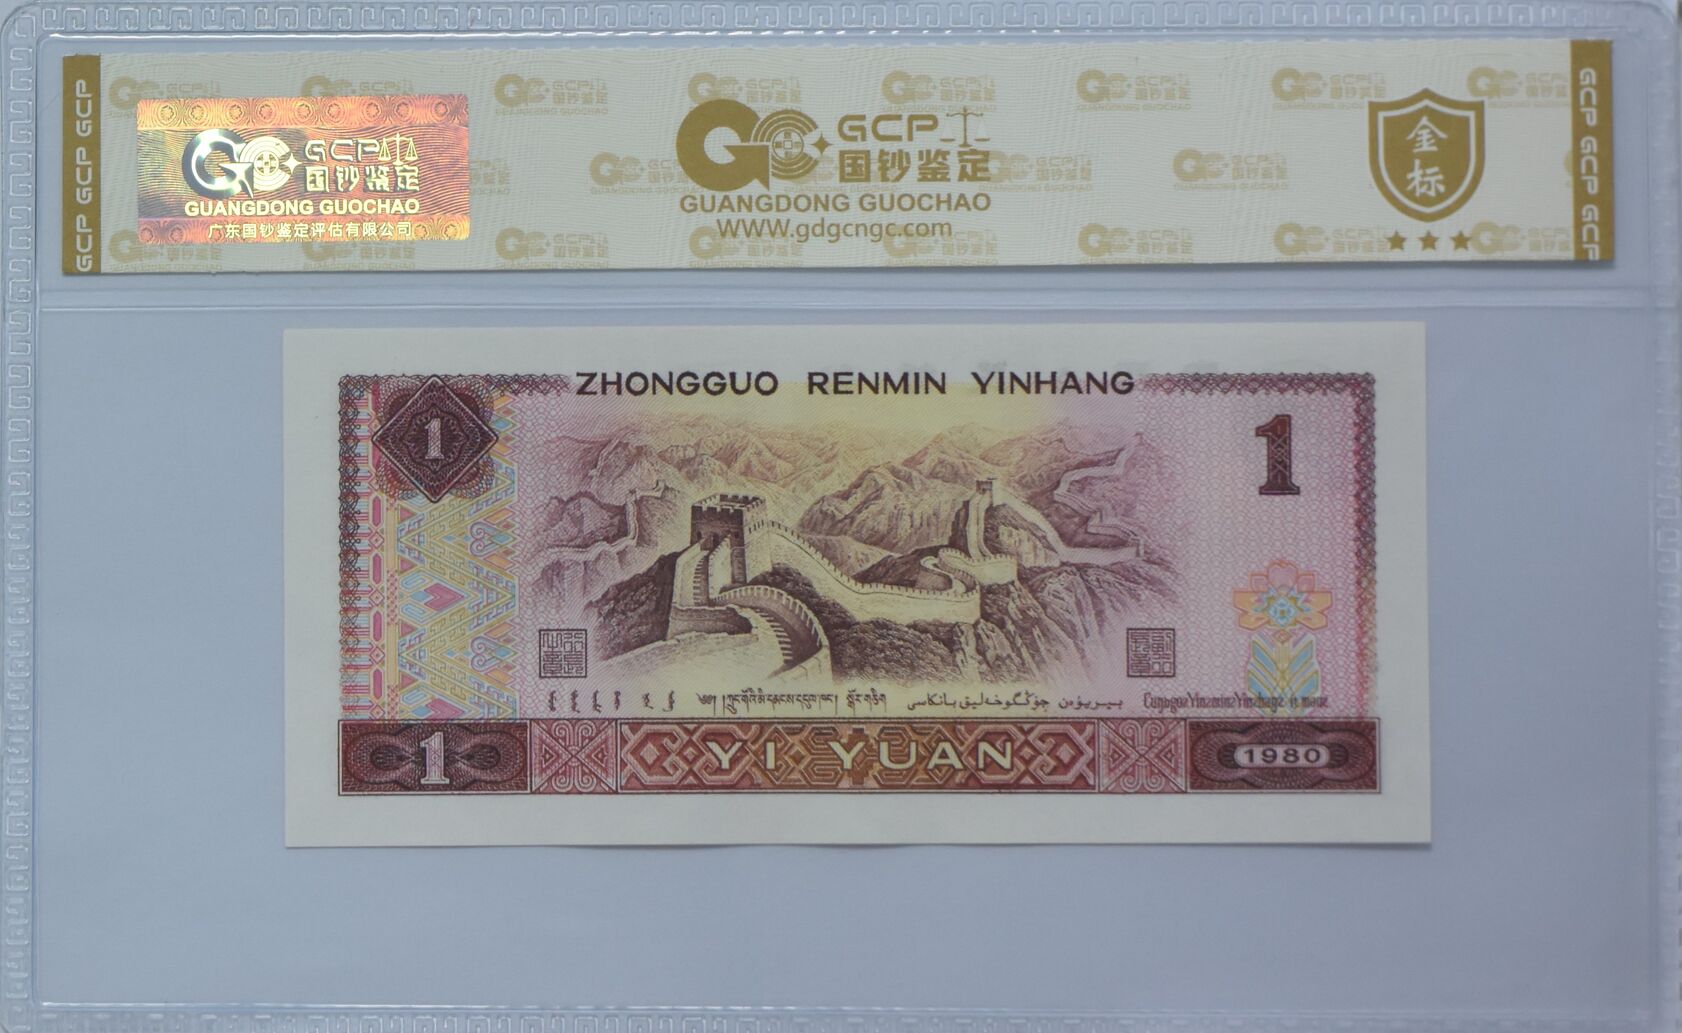 GCP GCP GCP
GCP 国钞鉴定
GUANGDONG GUOCHAO
广东国钞鉴定评估有限公司
GCP
国钞鉴定
GUANGDONG GUOCHAO
www.gdgcngc.com
金标
GCP GCP GCP
ZHONGGUO RENMIN YINHANG
1
1
1
YI YUAN
1980